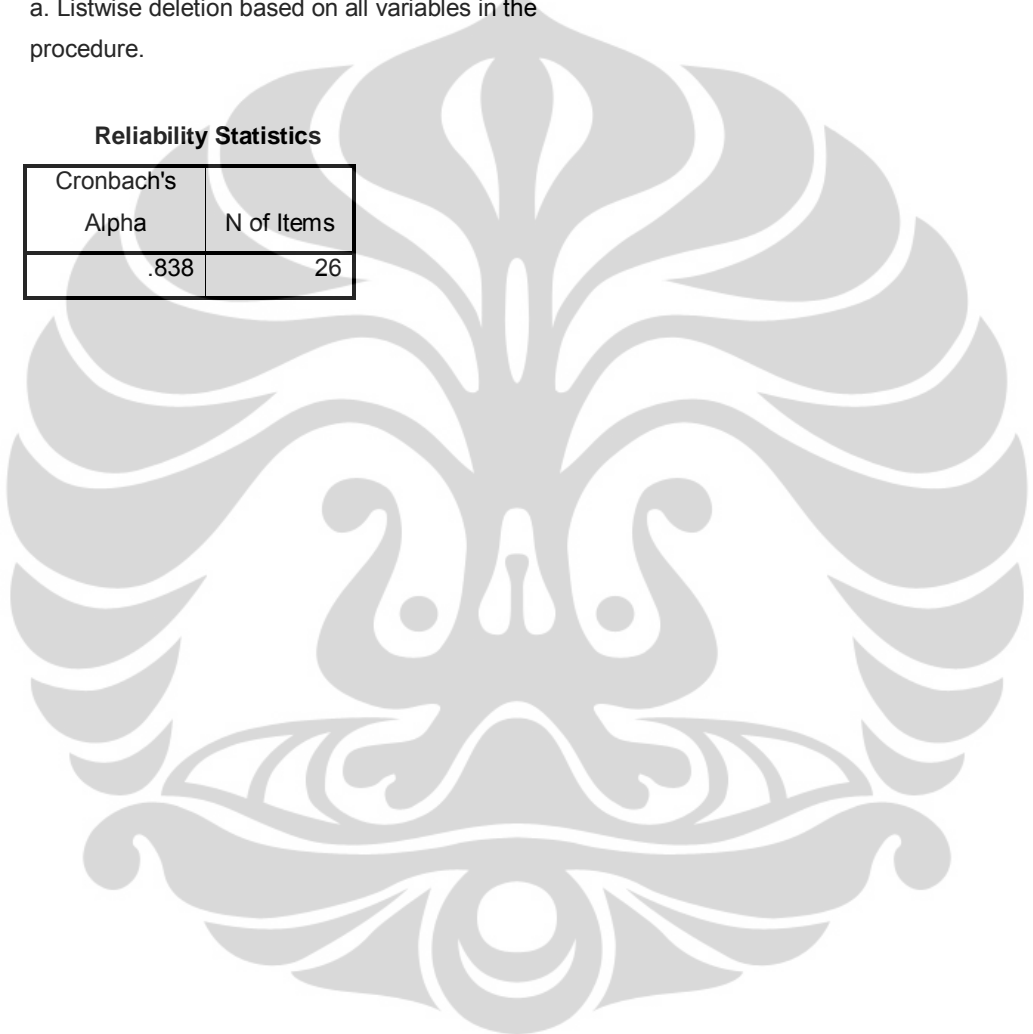 a. Listwise deletion based on all variables in the
procedure.
Reliability Statistics
Cronbach's
Alpha N of Items
.838 26